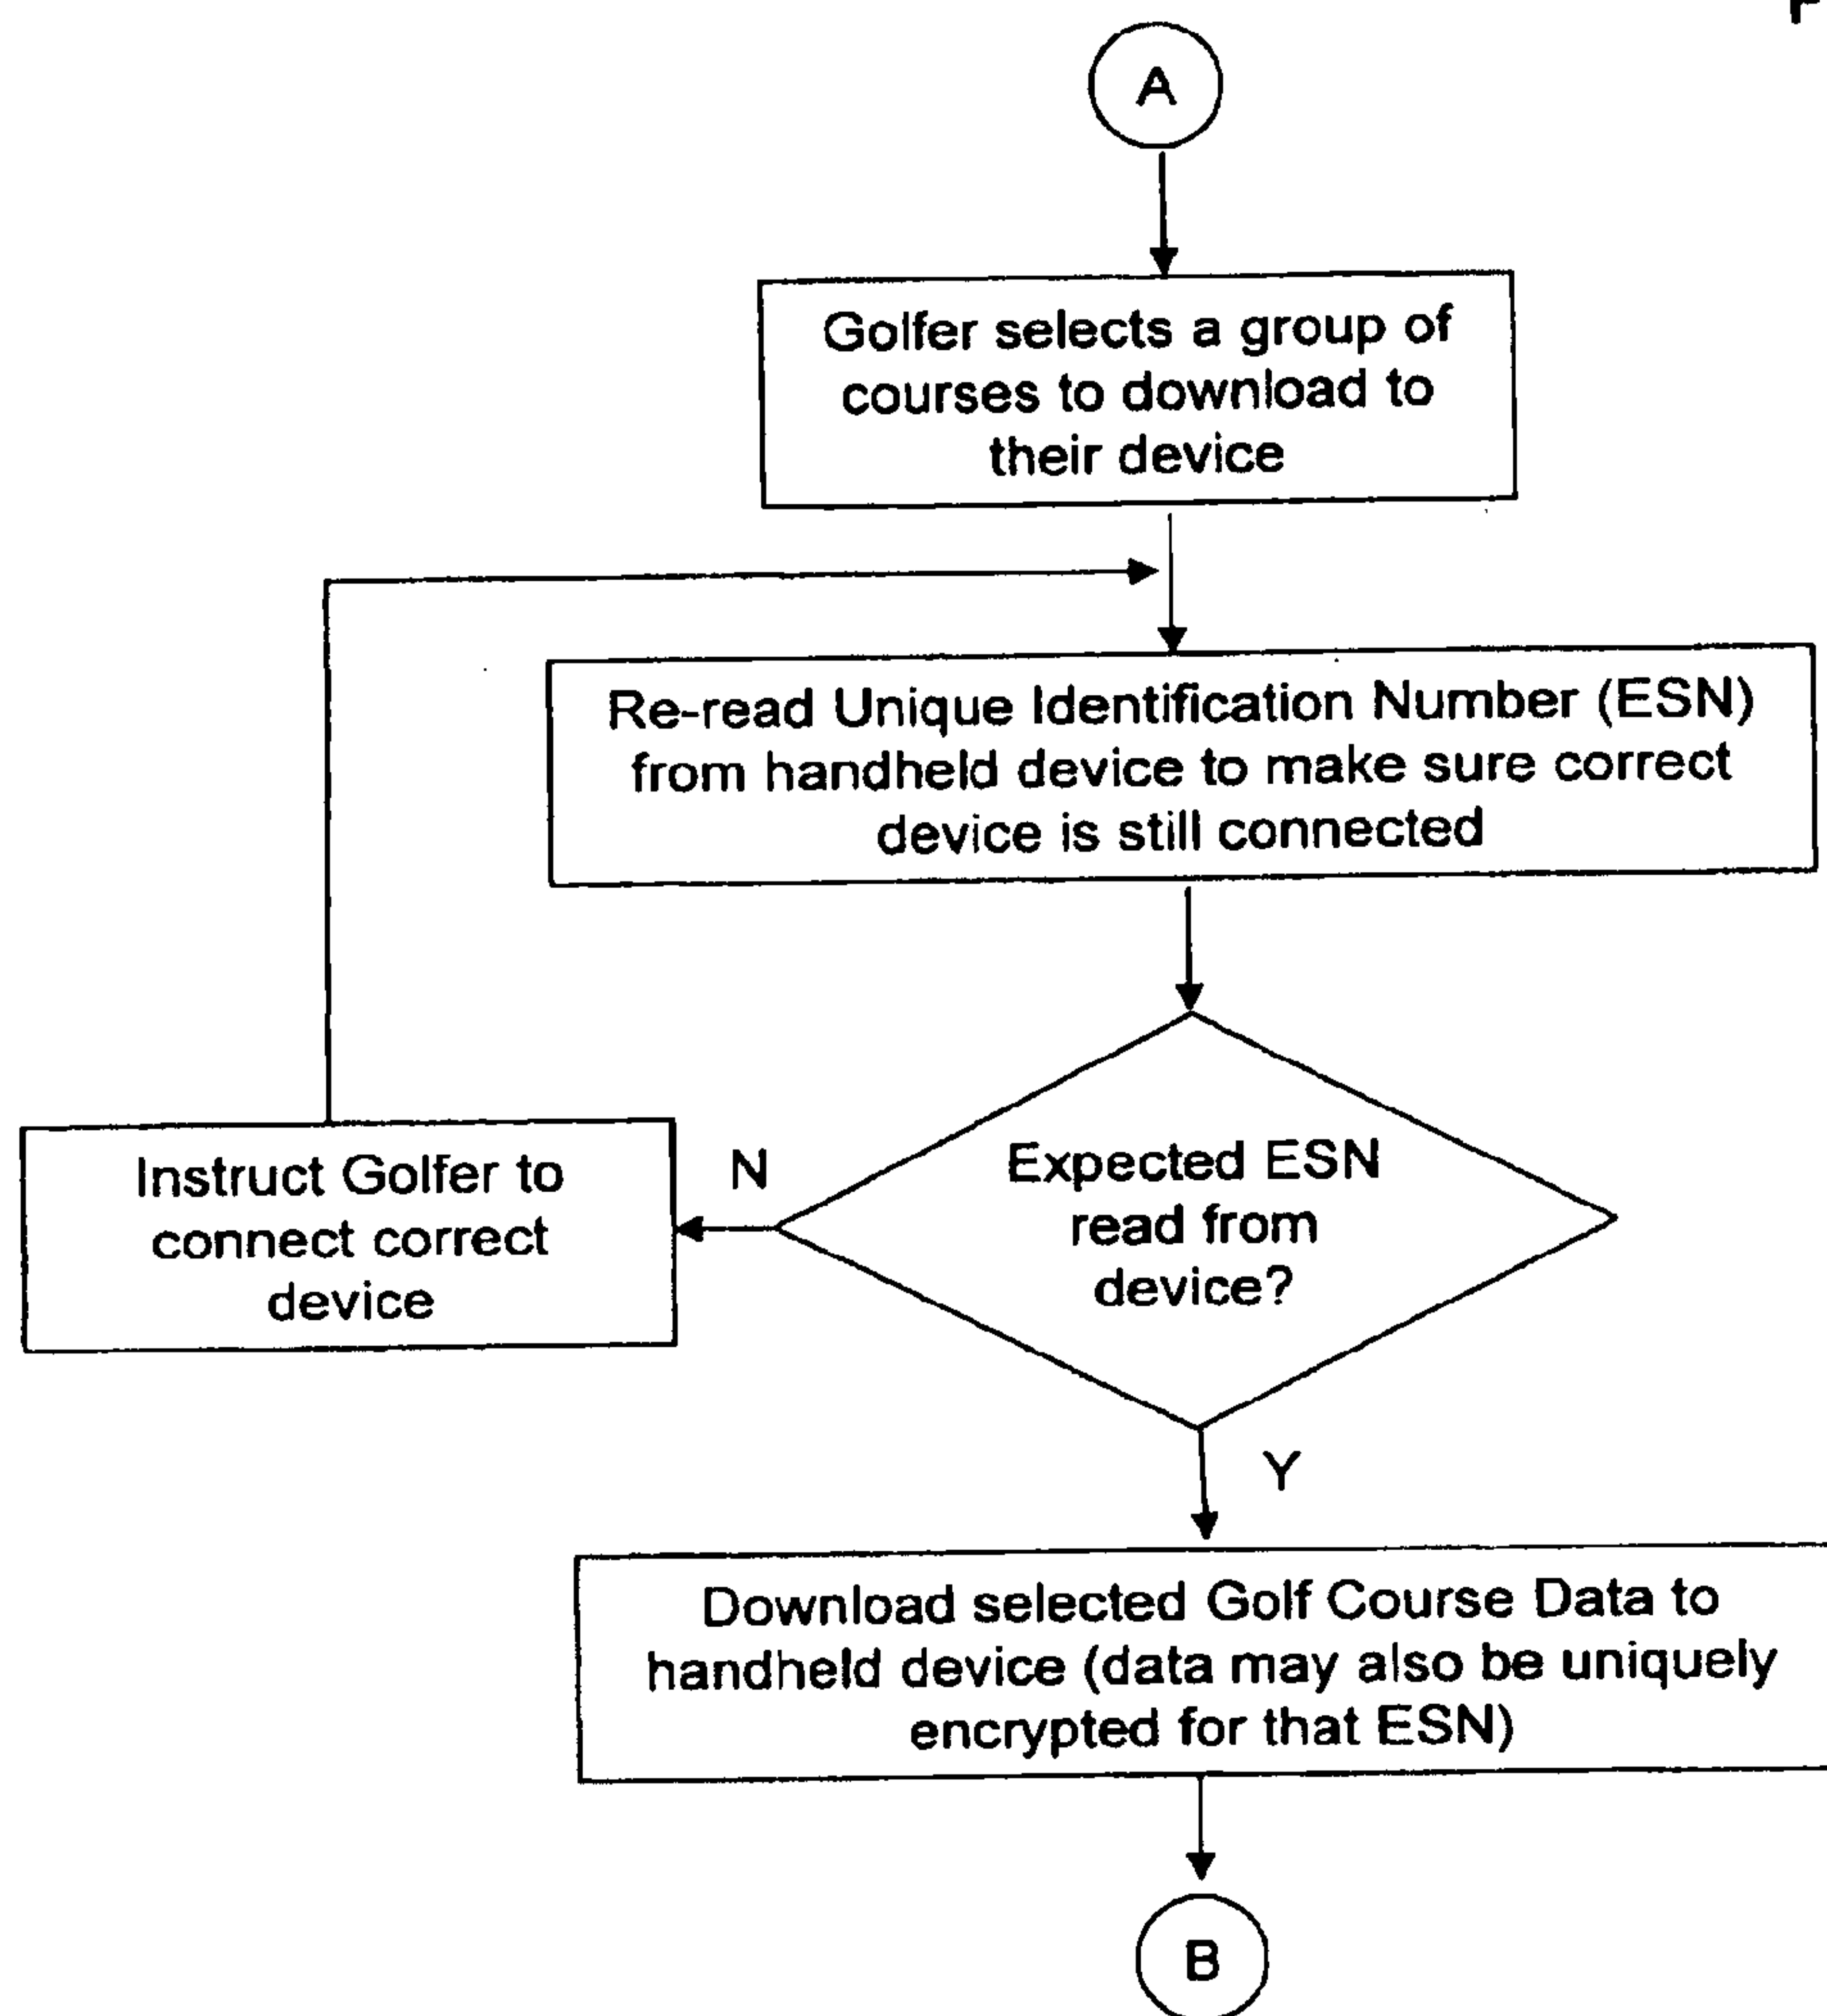 A
Golfer selects a group of
courses to download to
their device
Re-read Unique Identification Number (ESN)
from handheld device to make sure correct
device is still connected
Expected ESN
read from
device?
N
Instruct Golfer to
connect correct
device
Y
Download selected Golf Course Data to
handheld device (data may also be uniquely
encrypted for that ESN)
B